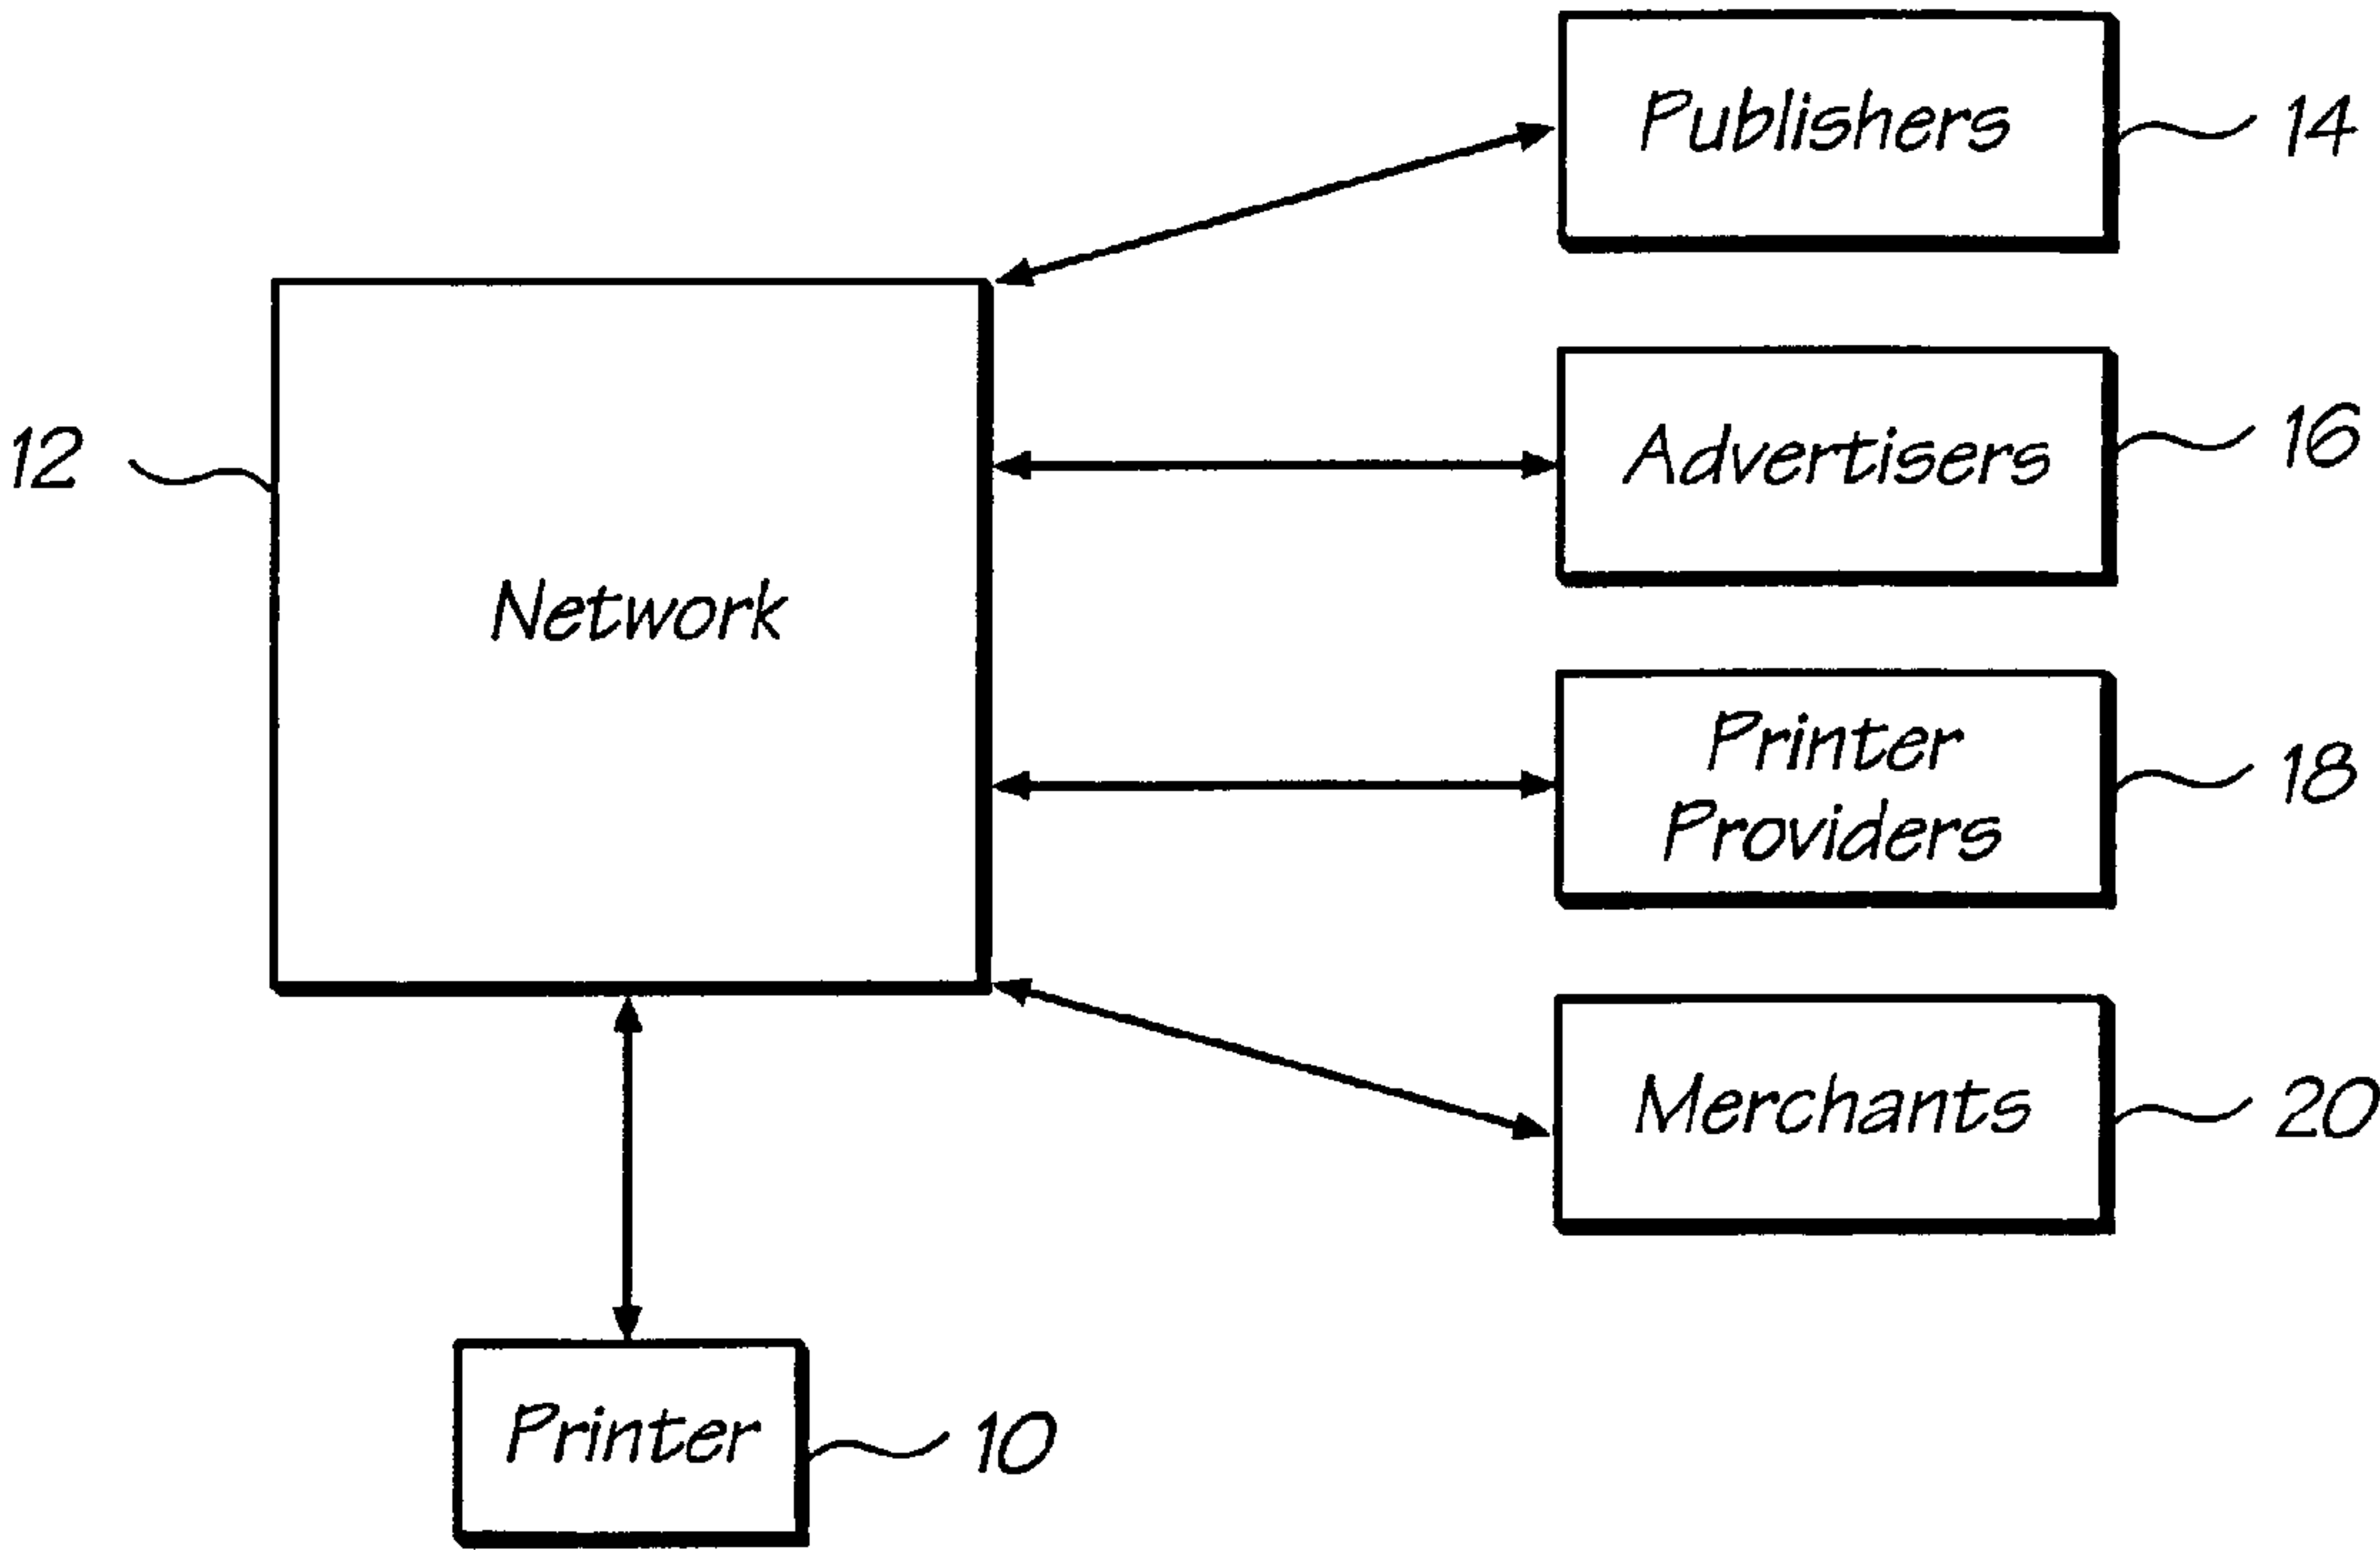 Publishers
14
Advertisers
16
12
Network
Printer
Providers
18
Merchants
20
Printer
10